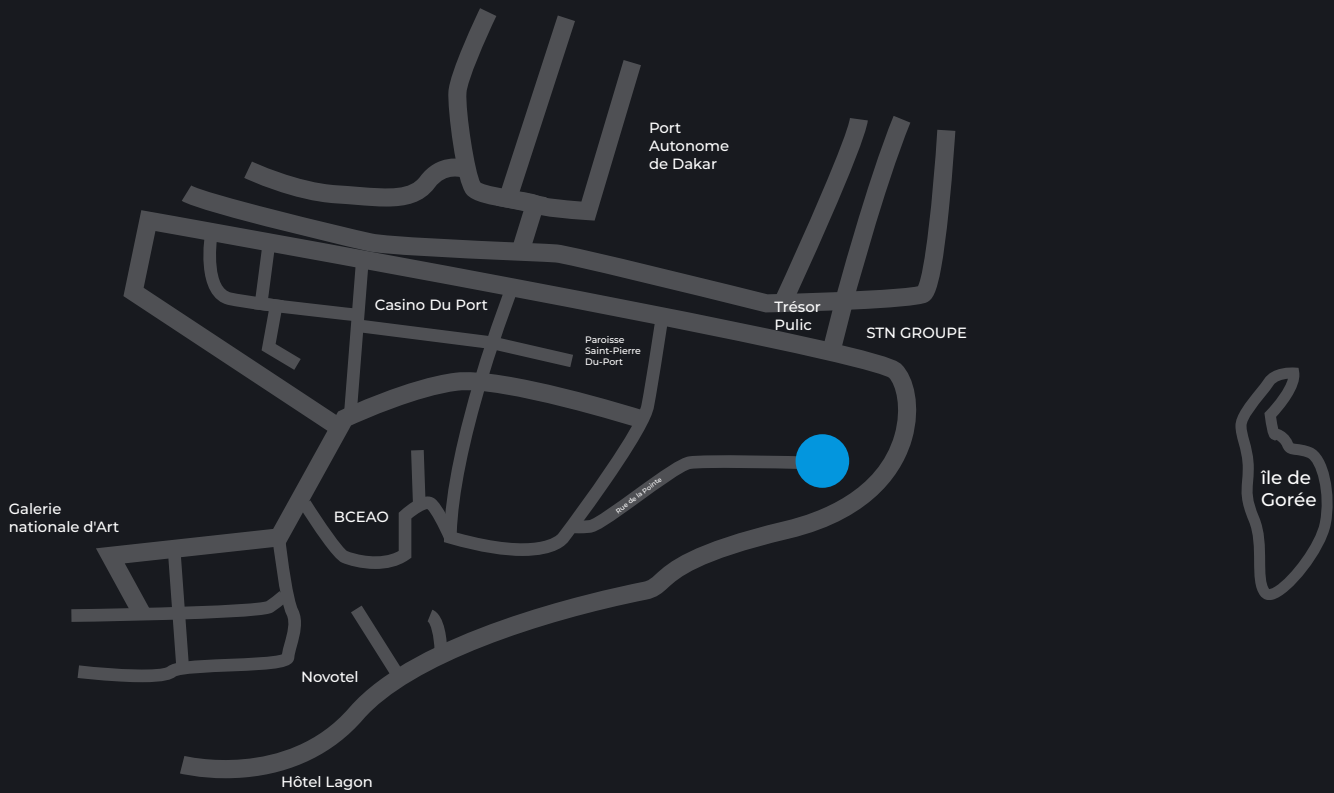 Port
Autonome
de Dakar
Casino Du Port
Trésor
Pulic
STN GROUPE
Paroisse
Saint-Pierre
Du-Port
île de
Gorée
Rue de la Pointe
Galerie
nationale d'Art
BCEAO
Novotel
Hôtel Lagon